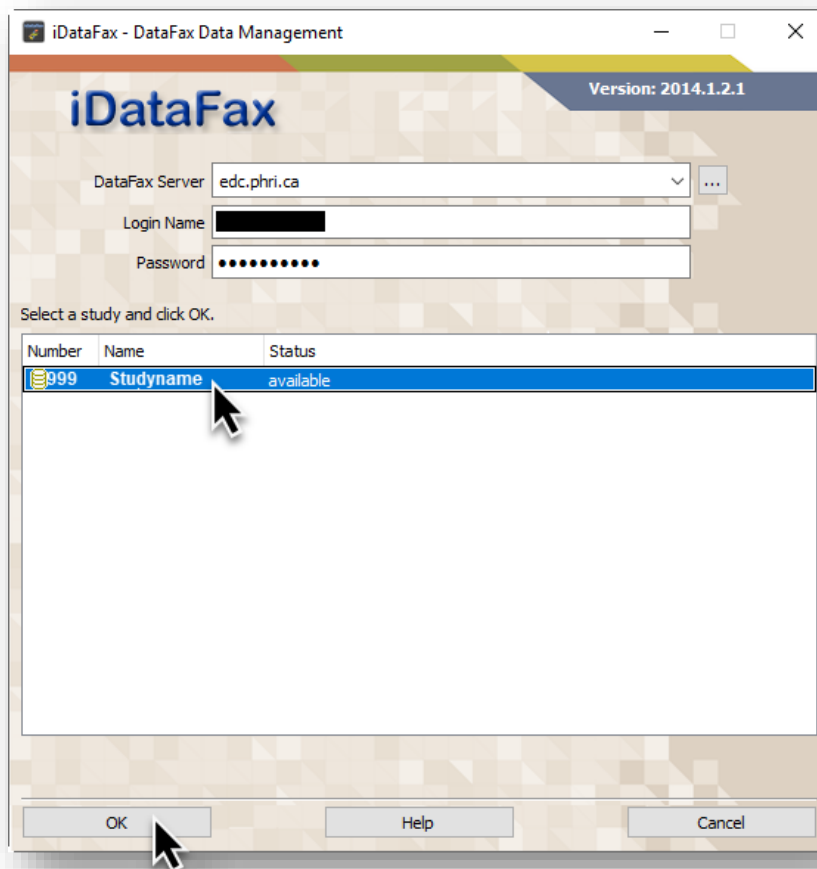 iDataFax - DataFax Data Management
Version: 2014.1.2.1
iDataFax
DataFax Server edc.phri.ca ...
Login Name
Password ••••••••••
Select a study and click OK.
Number Name Status
999 Studyname available
OK Help Cancel